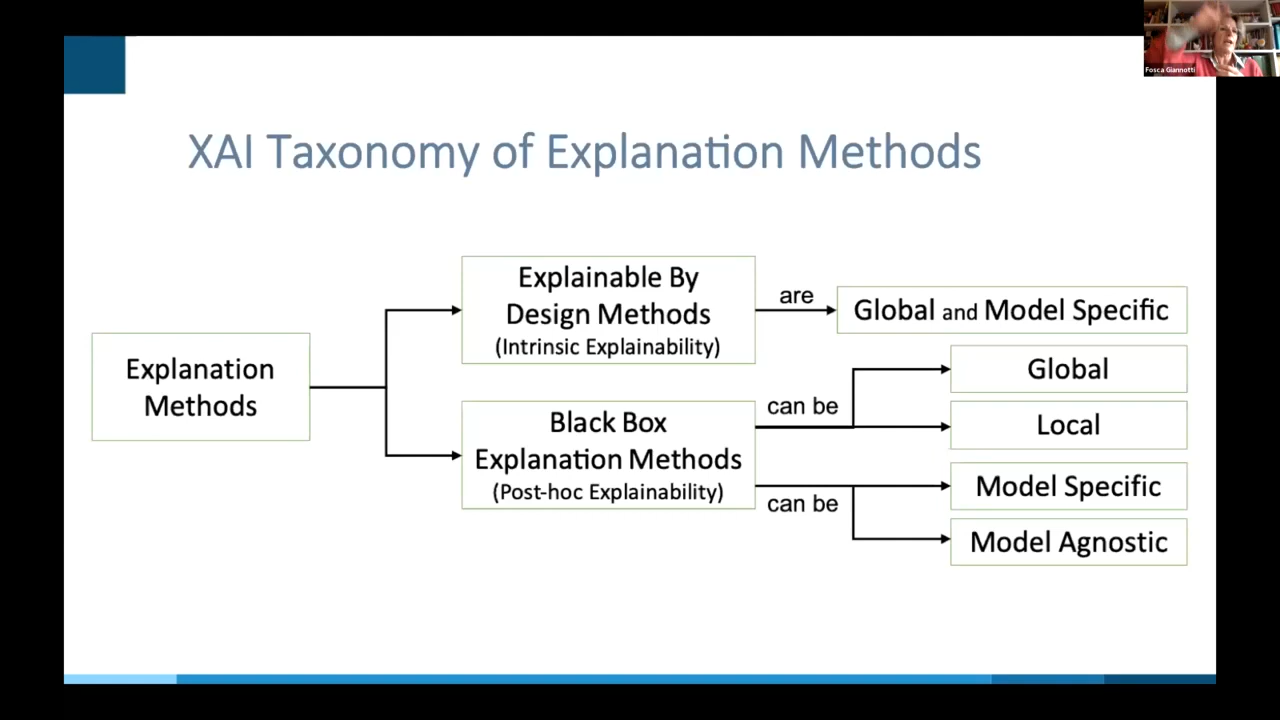 Fosca Giannotti
XAI Taxonomy of Explanation Methods
Explanation
Methods
Explainable By
Design Methods
(Intrinsic Explainability)
are
Global and Model Specific
Black Box
Explanation Methods
(Post-hoc Explainability)
can be
Global
Local
can be
Model Specific
Model Agnostic